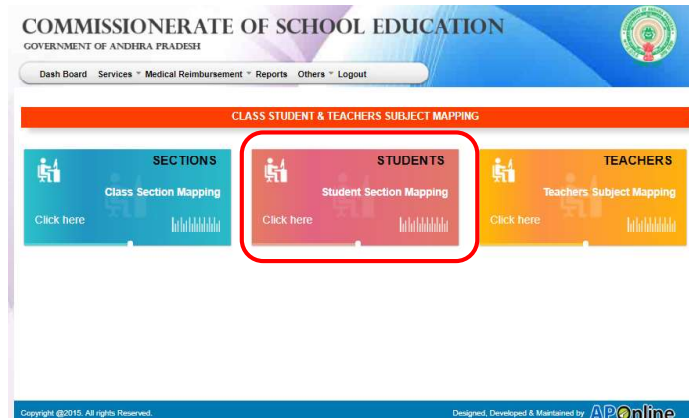 COMMISSIONERATE OF SCHOOL EDUCATION
GOVERNMENT OF ANDHRA PRADESH
Dash Board Services Medical Reimbursement Reports Others Logout
CLASS STUDENT & TEACHERS SUBJECT MAPPING
SECTIONS
Class Section Mapping
Click here
STUDENTS
Student Section Mapping
Click here
TEACHERS
Teachers Subject Mapping
Click here
Copyright @2015. All rights Reserved.
Designed, Developed & Maintained by APOnline